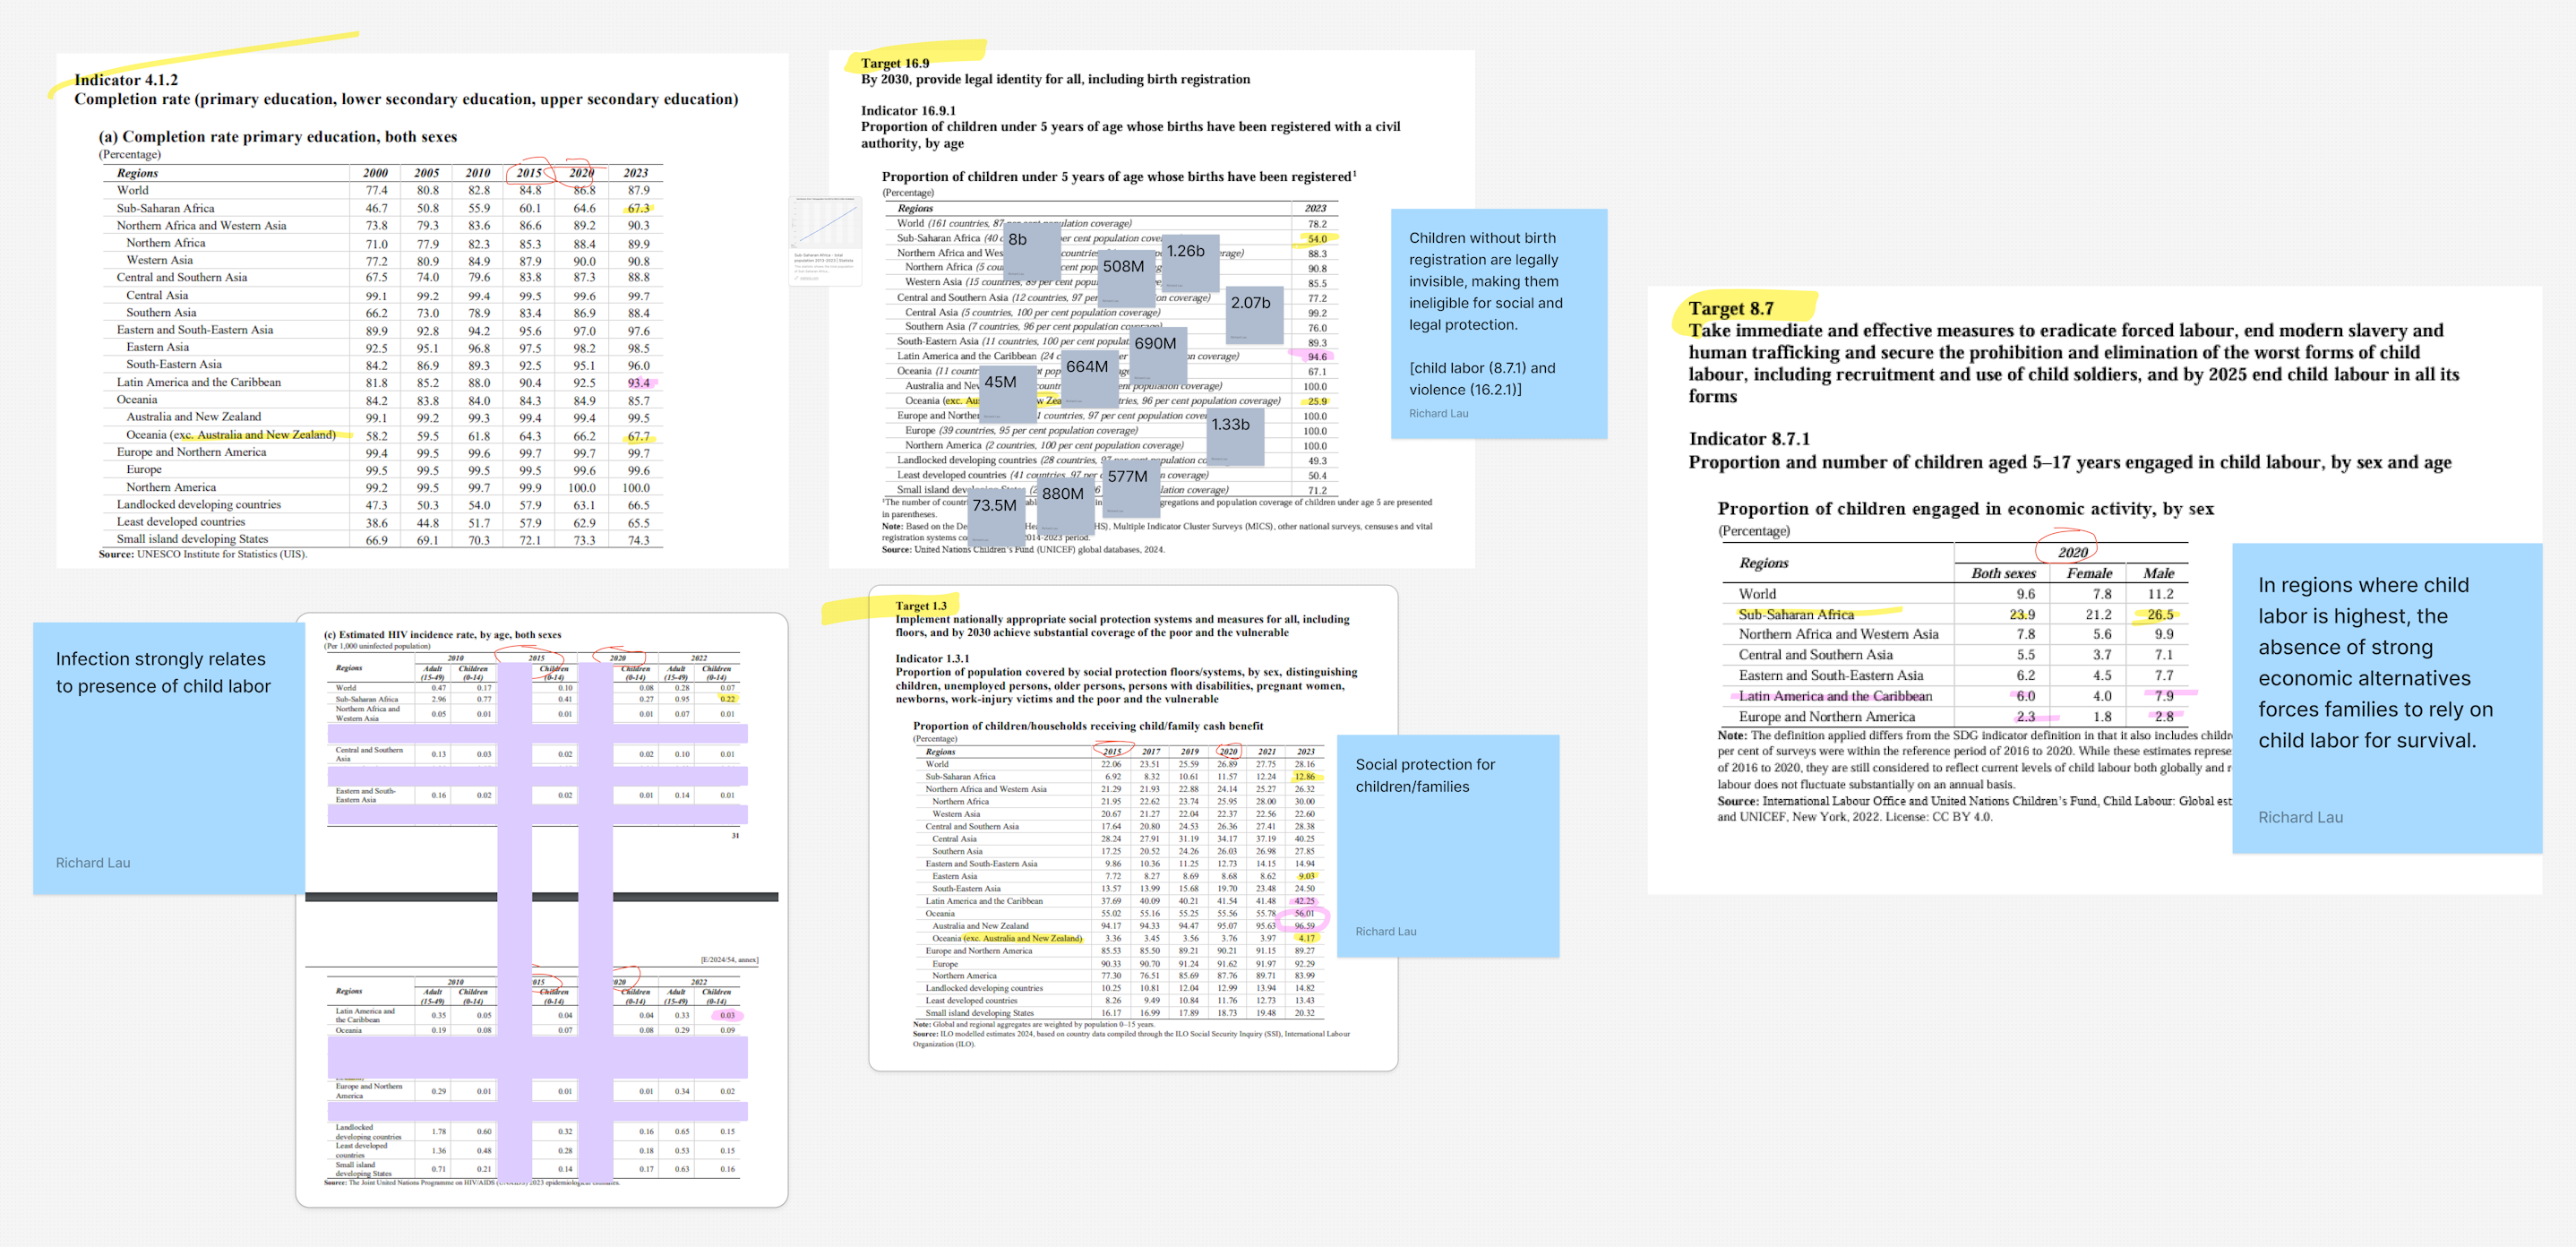 Indicator 4.1.2
Completion rate (primary education, lower secondary education, upper secondary education)
(a) Completion rate primary education, both sexes
(Percentage)
Regions 2000 2005 2010 2015 2020 2023
World 77.4 80.8 82.8 84.8 86.8 87.9
Sub-Saharan Africa 46.7 50.8 55.9 60.1 64.6 67.3
Northern Africa and Western Asia 73.8 79.3 83.6 86.6 89.2 90.3
Northern Africa 71.0 77.9 82.3 85.3 88.4 89.9
Western Asia 77.2 80.9 84.9 87.9 90.0 90.8
Central and Southern Asia 67.5 74.0 79.6 83.8 87.3 88.8
Central Asia 99.1 99.2 99.4 99.5 99.6 99.7
Southern Asia 66.2 73.0 78.9 83.4 86.9 88.4
Eastern and South-Eastern Asia 89.9 92.8 94.2 95.6 97.0 97.6
Eastern Asia 92.5 95.1 96.8 97.5 98.2 98.5
South-Eastern Asia 84.2 86.9 89.3 92.5 95.1 96.0
Latin America and the Caribbean 81.8 85.2 88.0 90.4 92.5 93.4
Oceania 84.2 83.8 84.0 84.3 84.9 85.7
Australia and New Zealand 99.1 99.2 99.3 99.4 99.4 99.5
Oceania (exc. Australia and New Zealand) 58.2 59.5 61.8 64.3 66.2 67.7
Europe and Northern America 99.4 99.5 99.6 99.7 99.7 99.7
Europe 99.5 99.5 99.5 99.5 99.6 99.6
Northern America 99.2 99.5 99.7 99.9 100.0 100.0
Landlocked developing countries 47.3 50.3 54.0 57.9 63.1 66.5
Least developed countries 38.6 44.8 51.7 57.9 62.9 65.5
Small island developing States 66.9 69.1 70.3 72.1 73.3 74.3
Source: UNESCO Institute for Statistics (UIS).
Target 16.9
By 2030, provide legal identity for all, including birth registration
Indicator 16.9.1
Proportion of children under 5 years of age whose births have been registered with a civil
authority, by age
Proportion of children under 5 years of age whose births have been registered¹
(Percentage)
Regions 2023
World (161 countries, 87 per cent population coverage) 78.2
Sub-Saharan Africa (40 per cent population 54.0
Northern Africa and 88.3
Northern Africa (5 90.8
Western Asia (15 countries, 89 per cent 85.5
Central and Southern Asia (12 countries, 97 per coverage) 77.2
Central Asia (5 countries, 100 per cent population coverage) 99.2
Southern Asia (7 countries, 96 per cent population coverage) 76.0
South-Eastern Asia (11 countries, 100 per cent 89.3
Latin America and the Caribbean (24 coverage) 94.6
Oceania (11 67.1
Australia and population coverage) 100.0
Oceania (exc. 96 per cent population coverage) 25.9
Europe and countries, 97 per cent population 100.0
Europe (39 countries, 95 per cent population coverage) 100.0
Northern America (2 countries, 100 per cent population coverage) 100.0
Landlocked developing countries (28 countries, 97 per cent population 49.3
Least developed countries (41 countries, 97 per coverage) 50.4
Small island coverage) 71.2
8b
508M
1.26b
2.07b
690M
664M
45M
1.33b
577M
880M
73.5M
¹The number of and population coverage of children under age 5 are presented
in parentheses.
Note: Based on the Multiple Indicator Cluster Surveys (MICS), other national surveys, censuses and vital
registration systems 2014-2023 period.
Source: United Nations Children's Fund (UNICEF) global databases, 2024.
Children without birth
registration are legally
invisible, making them
ineligible for social and
legal protection.
[child labor (8.7.1) and
violence (16.2.1)]
Richard Lau
Target 8.7
Take immediate and effective measures to eradicate forced labour, end modern slavery and
human trafficking and secure the prohibition and elimination of the worst forms of child
labour, including recruitment and use of child soldiers, and by 2025 end child labour in all its
forms
Indicator 8.7.1
Proportion and number of children aged 5–17 years engaged in child labour, by sex and age
Proportion of children engaged in economic activity, by sex
(Percentage)
Regions 2020
Both sexes Female Male
World 9.6 7.8 11.2
Sub-Saharan Africa 23.9 21.2 26.5
Northern Africa and Western Asia 7.8 5.6 9.9
Central and Southern Asia 5.5 3.7 7.1
Eastern and South-Eastern Asia 6.2 4.5 7.7
Latin America and the Caribbean 6.0 4.0 7.9
Europe and Northern America 2.3 1.8 2.8
Note: The definition applied differs from the SDG indicator definition in that it also includes
per cent of surveys were within the reference period of 2016 to 2020. While these estimates
of 2016 to 2020, they are still considered to reflect current levels of child labour both globally and
labour does not fluctuate substantially on an annual basis.
Source: International Labour Office and United Nations Children's Fund, Child Labour: Global
and UNICEF, New York, 2022. License: CC BY 4.0.
In regions where child
labor is highest, the
absence of strong
economic alternatives
forces families to rely on
child labor for survival.
Richard Lau
Infection strongly relates
to presence of child labor
Richard Lau
(c) Estimated HIV incidence rate, by age, both sexes
(Per 1,000 uninfected population)
Regions 2010 2015 2020 2022
Adult (15-49) Children (0-14) Children (0-14) Children (0-14) Adult (15-49) Children (0-14)
World 0.47 0.17 0.10 0.08 0.28 0.07
Sub-Saharan Africa 2.96 0.77 0.41 0.27 0.95 0.22
Northern Africa and
Western Asia 0.05 0.01 0.01 0.01 0.07 0.01
Central and Southern
Asia 0.13 0.03 0.02 0.02 0.10 0.01
Eastern and South-
Eastern Asia 0.16 0.02 0.02 0.01 0.14 0.01
31
[E/2024/54, annex]
Regions 2010 015 020 2022
Adult (15-49) Children (0-14) Children (0-14) Children (0-14) Adult (15-49) Children (0-14)
Latin America and
the Caribbean 0.35 0.05 0.04 0.04 0.33 0.03
Oceania 0.19 0.08 0.07 0.08 0.29 0.09
Europe and Northern
America 0.29 0.01 0.01 0.01 0.34 0.02
Landlocked
developing countries 1.78 0.60 0.32 0.16 0.65 0.15
Least developed
countries 1.36 0.48 0.28 0.18 0.53 0.15
Small island
developing States 0.71 0.21 0.14 0.17 0.63 0.16
Source: The Joint United Nations Programme on HIV/AIDS 2023 epidemiological estimates.
Target 1.3
Implement nationally appropriate social protection systems and measures for all, including
floors, and by 2030 achieve substantial coverage of the poor and the vulnerable
Indicator 1.3.1
Proportion of population covered by social protection floors/systems, by sex, distinguishing
children, unemployed persons, older persons, persons with disabilities, pregnant women,
newborns, work-injury victims and the poor and the vulnerable
Proportion of children/households receiving child/family cash benefit
(Percentage)
Regions 2015 2017 2019 2020 2021 2023
World 22.06 23.51 25.59 26.89 27.75 28.16
Sub-Saharan Africa 6.92 8.32 10.61 11.57 12.24 12.86
Northern Africa and Western Asia 21.29 21.93 22.88 24.14 25.27 26.32
Northern Africa 21.95 22.62 23.74 25.95 28.00 30.00
Western Asia 20.67 21.27 22.04 22.37 22.56 22.60
Central and Southern Asia 17.64 20.80 24.53 26.36 27.41 28.38
Central Asia 28.24 27.91 31.19 34.17 37.19 40.25
Southern Asia 17.25 20.52 24.26 26.03 26.98 27.85
Eastern and South-Eastern Asia 9.86 10.36 11.25 12.73 14.15 14.94
Eastern Asia 7.72 8.27 8.69 8.68 8.62 9.03
South-Eastern Asia 13.57 13.99 15.68 19.70 23.48 24.50
Latin America and the Caribbean 37.69 40.09 40.21 41.54 41.48 42.25
Oceania 55.02 55.16 55.25 55.56 55.78 56.01
Australia and New Zealand 94.17 94.33 94.47 95.07 95.63 96.59
Oceania (exc. Australia and New Zealand) 3.36 3.45 3.56 3.76 3.97 4.17
Europe and Northern America 85.53 85.50 89.21 90.21 91.15 89.27
Europe 90.33 90.70 91.24 91.62 91.97 92.29
Northern America 77.30 76.51 85.69 87.76 89.71 83.99
Landlocked developing countries 10.25 10.81 12.04 12.99 13.94 14.82
Least developed countries 8.26 9.49 10.84 11.76 12.73 13.43
Small island developing States 16.17 16.99 17.89 18.73 19.48 20.32
Note: Global and regional aggregates are weighted by population 0–15 years.
Source: ILO modelled estimates 2024, based on country data compiled through the ILO Social Security Inquiry (SSI), International Labour
Organization (ILO).
Social protection for
children/families
Richard Lau